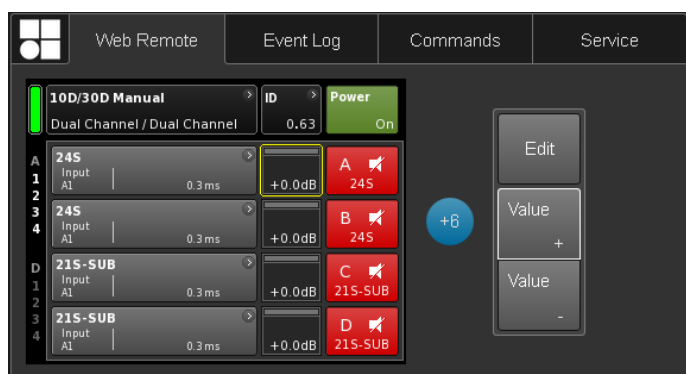 Web Remote
Event Log
Commands
Service
10D/30D Manual
ID
Power
Dual Channel / Dual Channel
0.63
On
A
1
2
3
4
D
1
2
3
4
24S
Input
A1
0.3 ms
+0.0dB
A
24S
24S
Input
A1
0.3 ms
+0.0dB
B
24S
21S-SUB
Input
A1
0.3 ms
+0.0dB
C
21S-SUB
21S-SUB
Input
A1
0.3 ms
+0.0dB
D
21S-SUB
+6
Edit
Value
+
Value
-